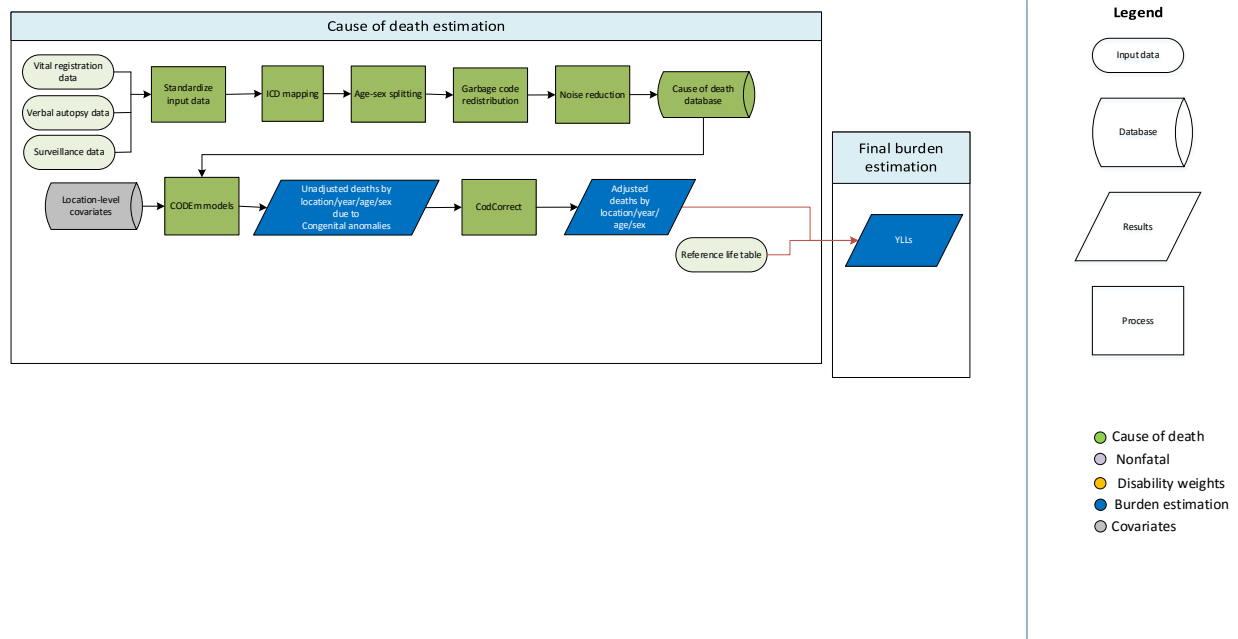 Cause of death estimation
Vital registration
data
Verbal autopsy data
Surveillance data
Standardize
input data
ICD mapping
Age-sex splitting
Garbage code
redistribution
Noise reduction
Cause of death
database
Location-level
covariates
CODEm models
Unadjusted deaths by
location/year/age/sex
due to
Congenital anomalies
CodCorrect
Adjusted
deaths by
location/year/
age/sex
Reference life table
Final burden
estimation
YLLs
Legend
Input data
Database
Results
Process
Cause of death
Nonfatal
Disability weights
Burden estimation
Covariates